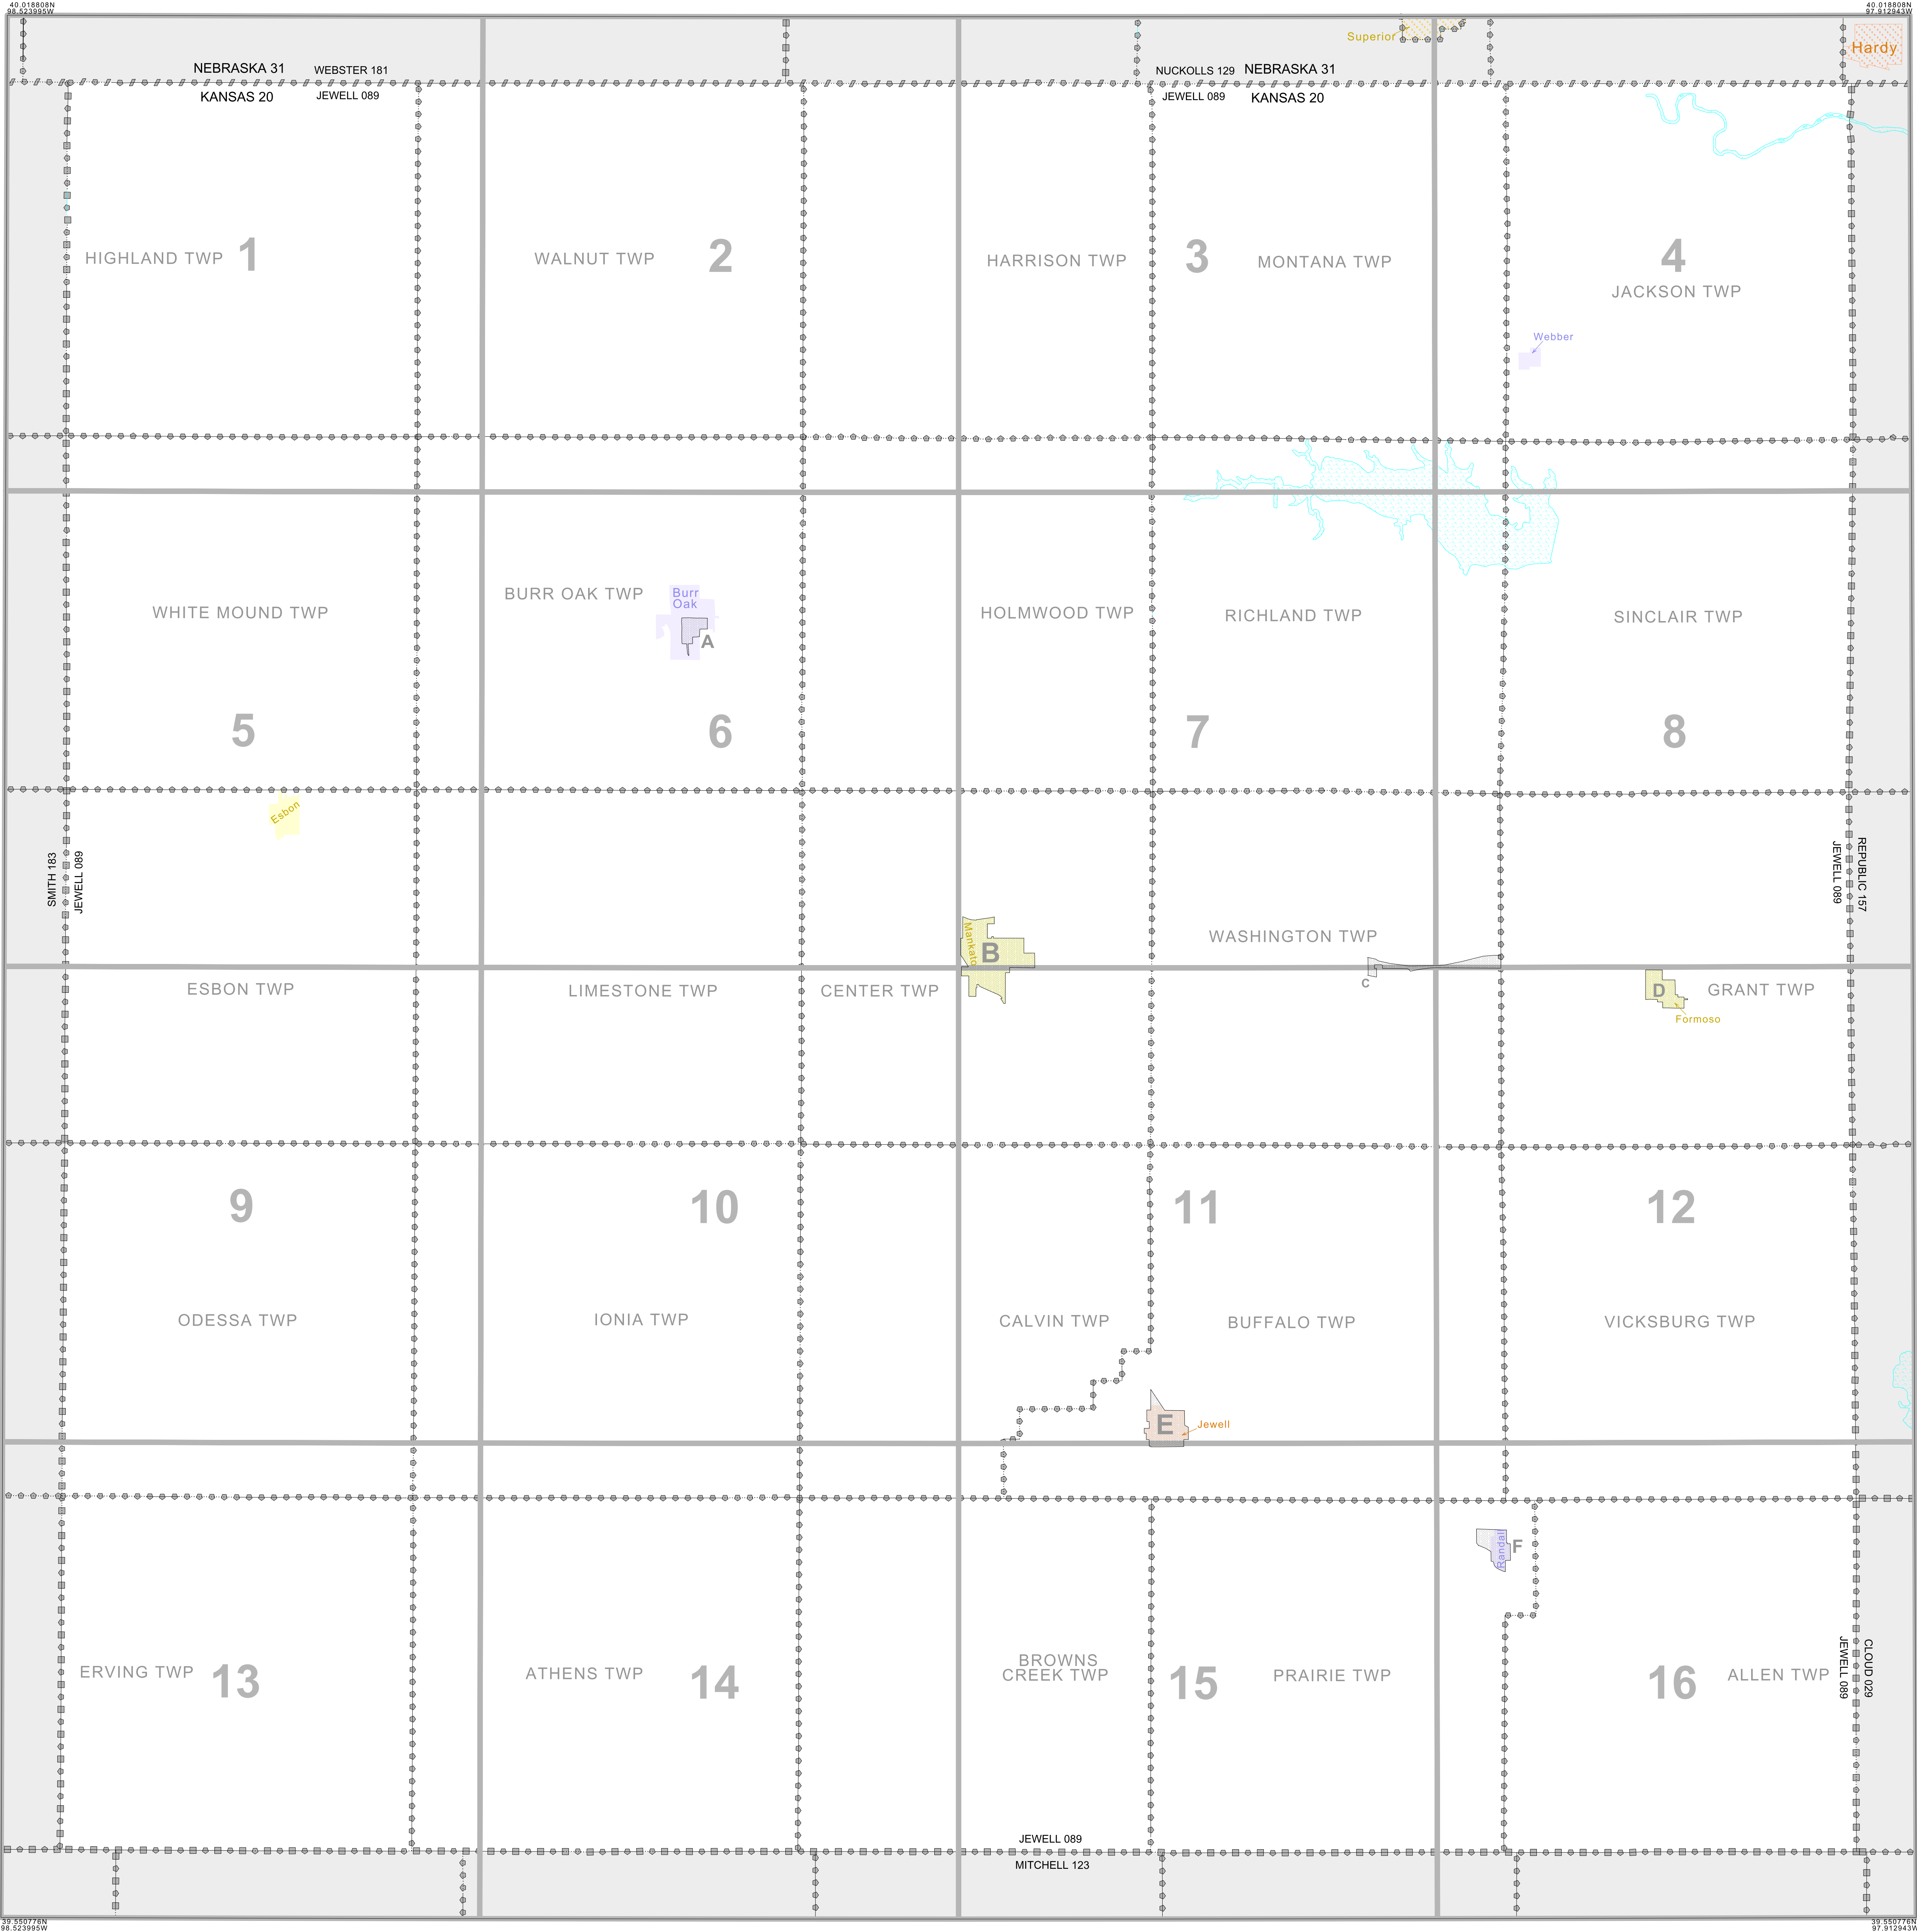 40.018808N
98.523995W
40.018808N
97.912943W
Superior
Hardy
NEBRASKA 31
WEBSTER 181
NUCKOLLS 129
NEBRASKA 31
KANSAS 20
JEWELL 089
JEWELL 089
KANSAS 20
HIGHLAND TWP
1
WALNUT TWP
2
HARRISON TWP
3
MONTANA TWP
4
JACKSON TWP
Webber
BURR OAK TWP
Burr
Oak
A
WHITE MOUND TWP
HOLMWOOD TWP
RICHLAND TWP
SINCLAIR TWP
5
6
7
8
Esbon
SMITH 183
JEWELL 089
JEWELL 089
REPUBLIC 157
Mankato
B
WASHINGTON TWP
C
ESBON TWP
LIMESTONE TWP
CENTER TWP
D
GRANT TWP
Formoso
9
10
11
12
ODESSA TWP
IONIA TWP
CALVIN TWP
BUFFALO TWP
VICKSBURG TWP
E
Jewell
Randall
F
ERVING TWP
13
ATHENS TWP
14
BROWNS
CREEK TWP
15
PRAIRIE TWP
16
ALLEN TWP
JEWELL 089
CLOUD 029
JEWELL 089
MITCHELL 123
39.550776N
98.523995W
39.550776N
97.912943W